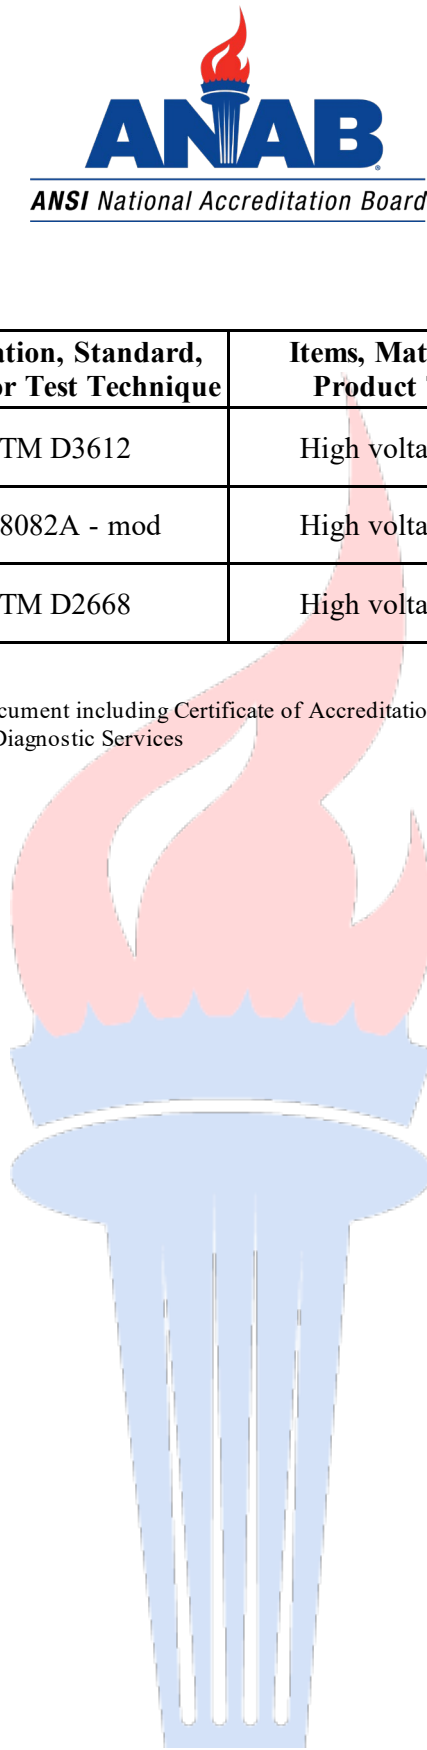 ANAB
ANSI National Accreditation Board
ation, Standard, Items, Mat
or Test Technique Product
TM D3612 High volta
8082A - mod High volta
TM D2668 High volta
cument including Certificate of Accreditatio
Diagnostic Services